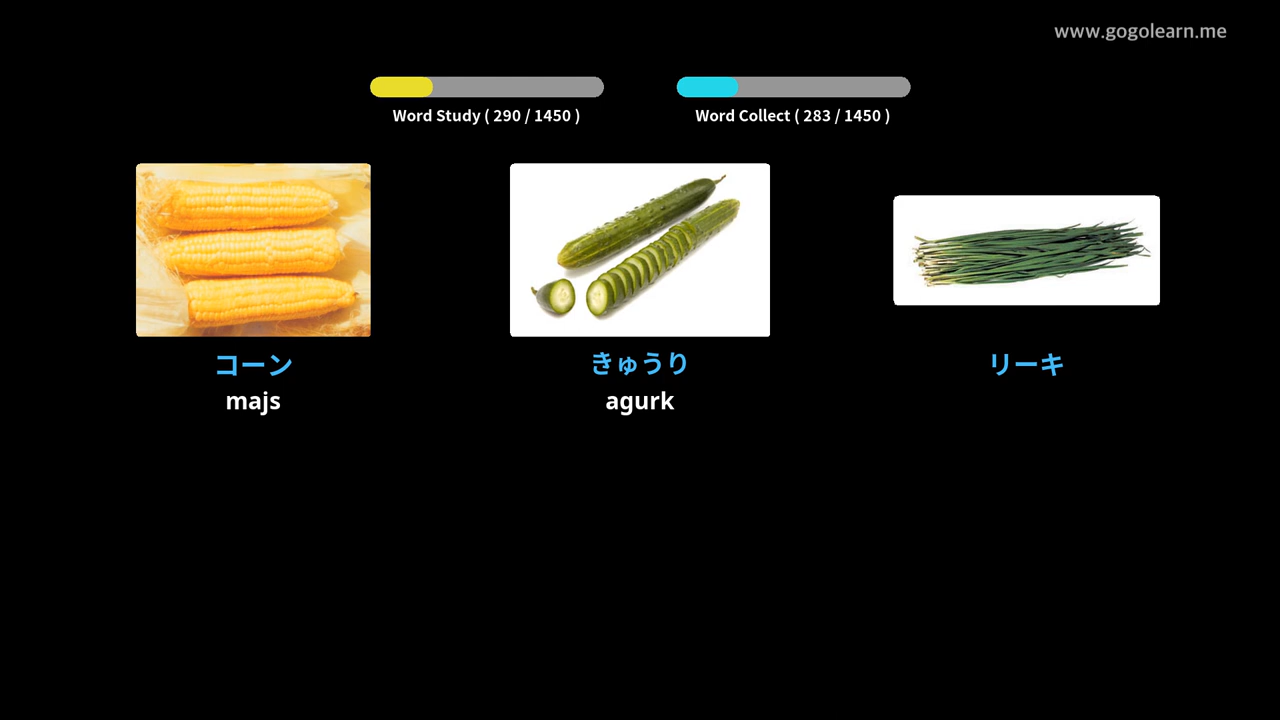 www.gogolearn.me
Word Study ( 290 / 1450 )
Word Collect ( 283 / 1450 )
コーン
majs
きゅうり
agurk
リーキ